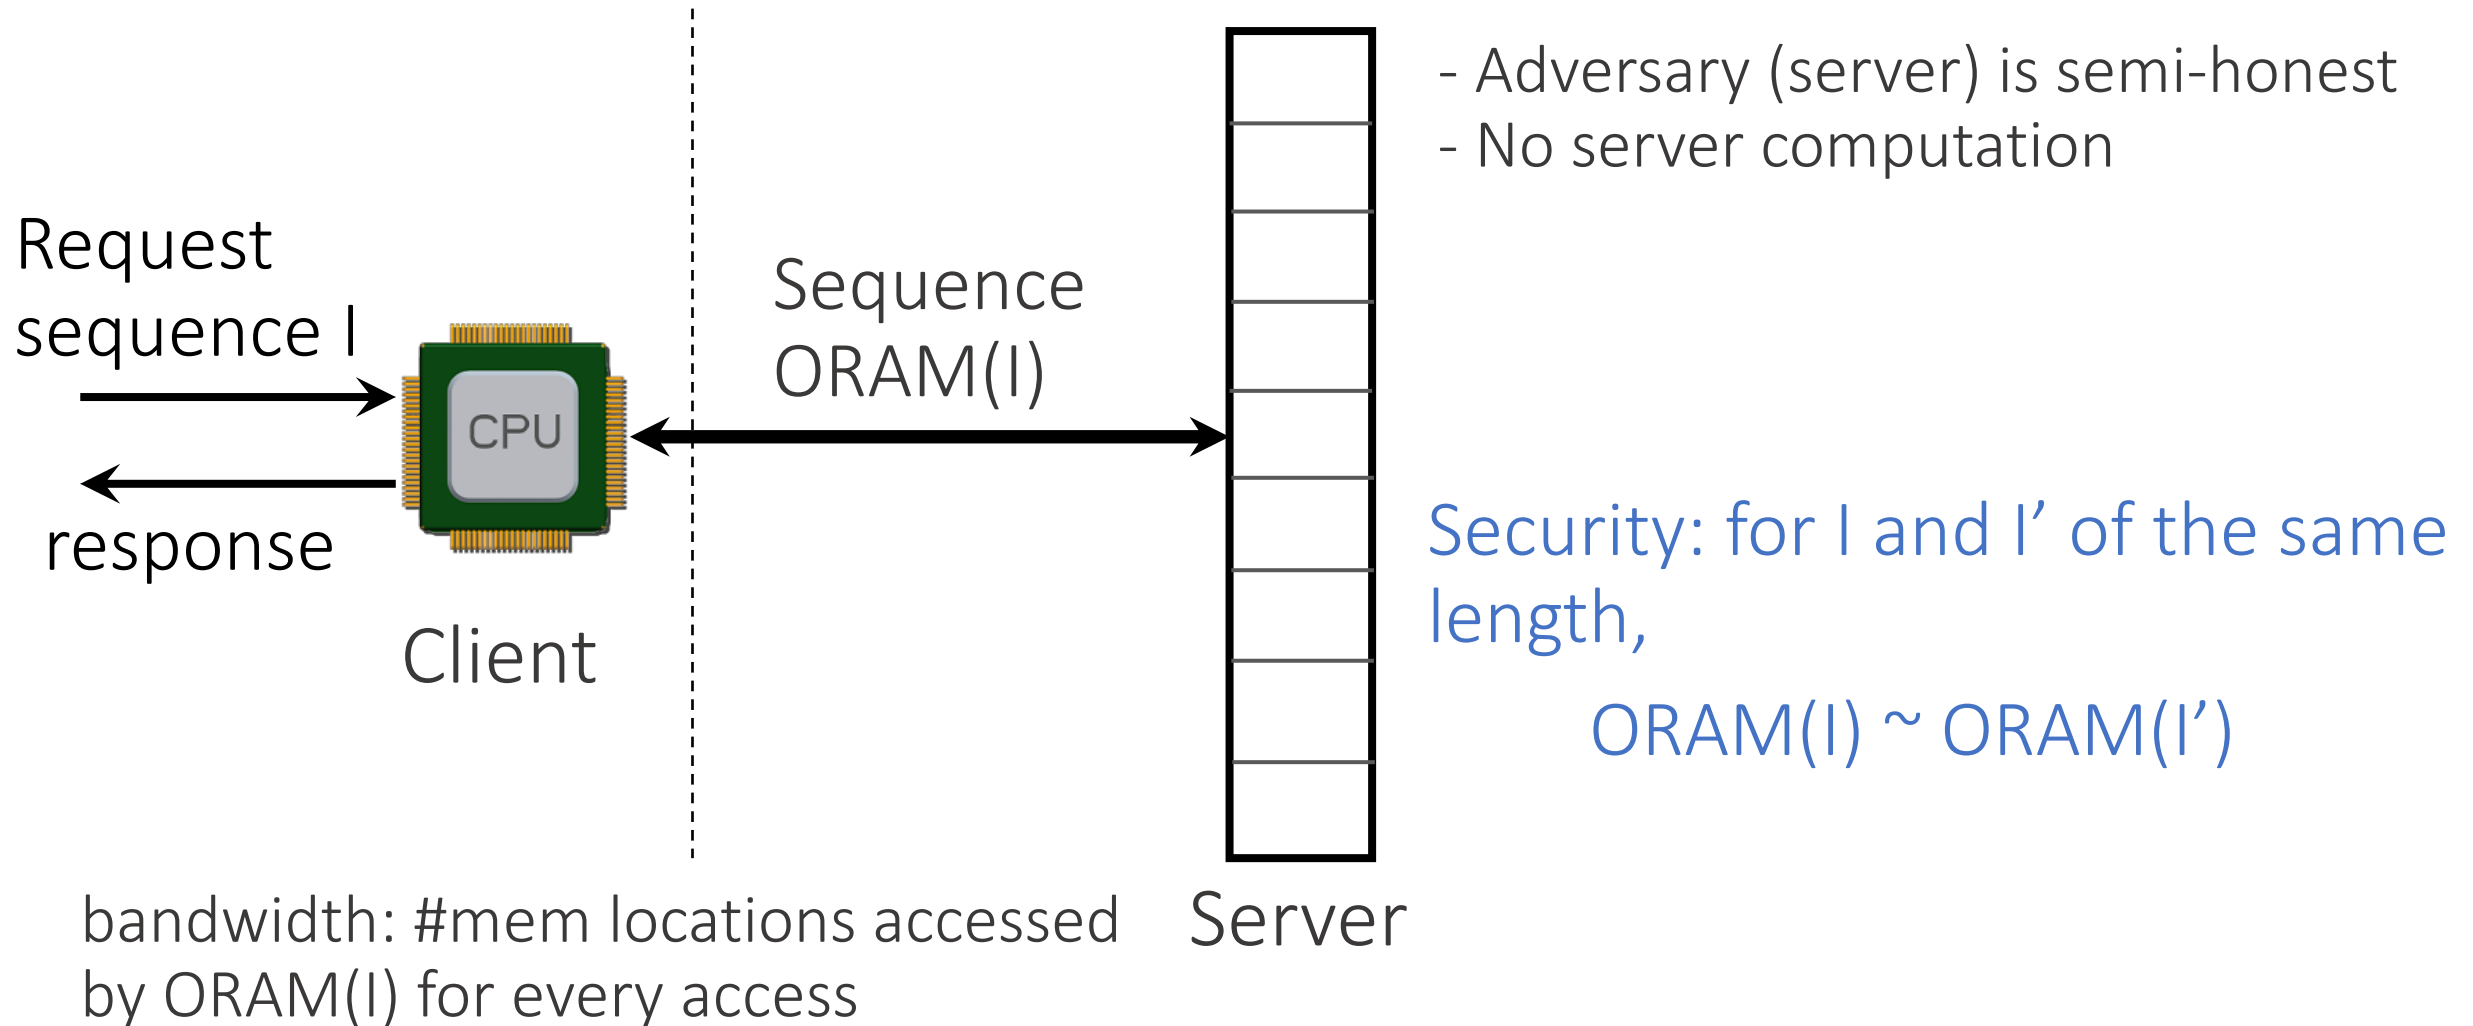 - Adversary (server) is semi-honest
- No server computation
Request
sequence I
Sequence
ORAM(I)
CPU
response
Client
Security: for I and I’ of the same
length,
ORAM(I) ~ ORAM(I’)
Server
bandwidth: #mem locations accessed
by ORAM(I) for every access